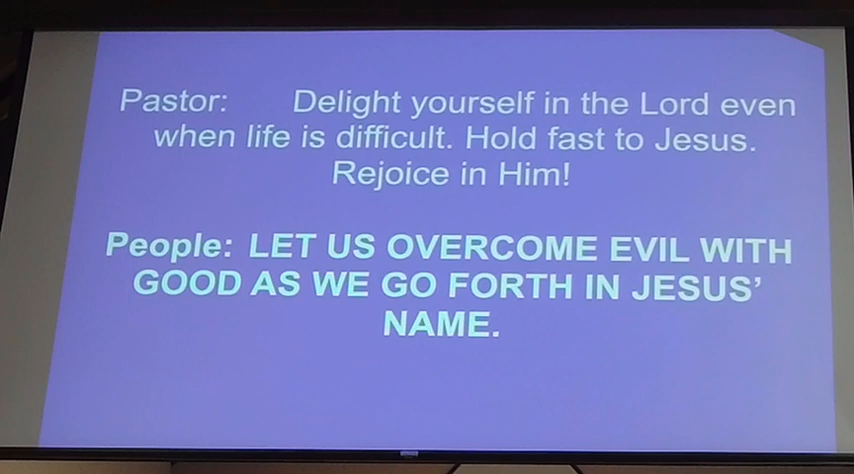 Pastor: Delight yourself in the Lord even
when life is difficult. Hold fast to Jesus.
Rejoice in Him!
People: LET US OVERCOME EVIL WITH
GOOD AS WE GO FORTH IN JESUS’
NAME.